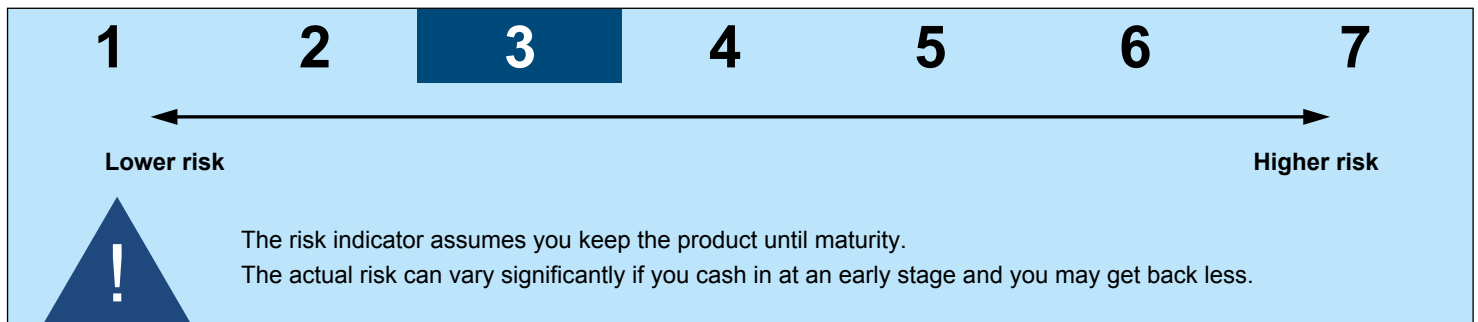 1 2 3 4 5 6 7
Lower risk Higher risk
!
The risk indicator assumes you keep the product until maturity.
The actual risk can vary significantly if you cash in at an early stage and you may get back less.